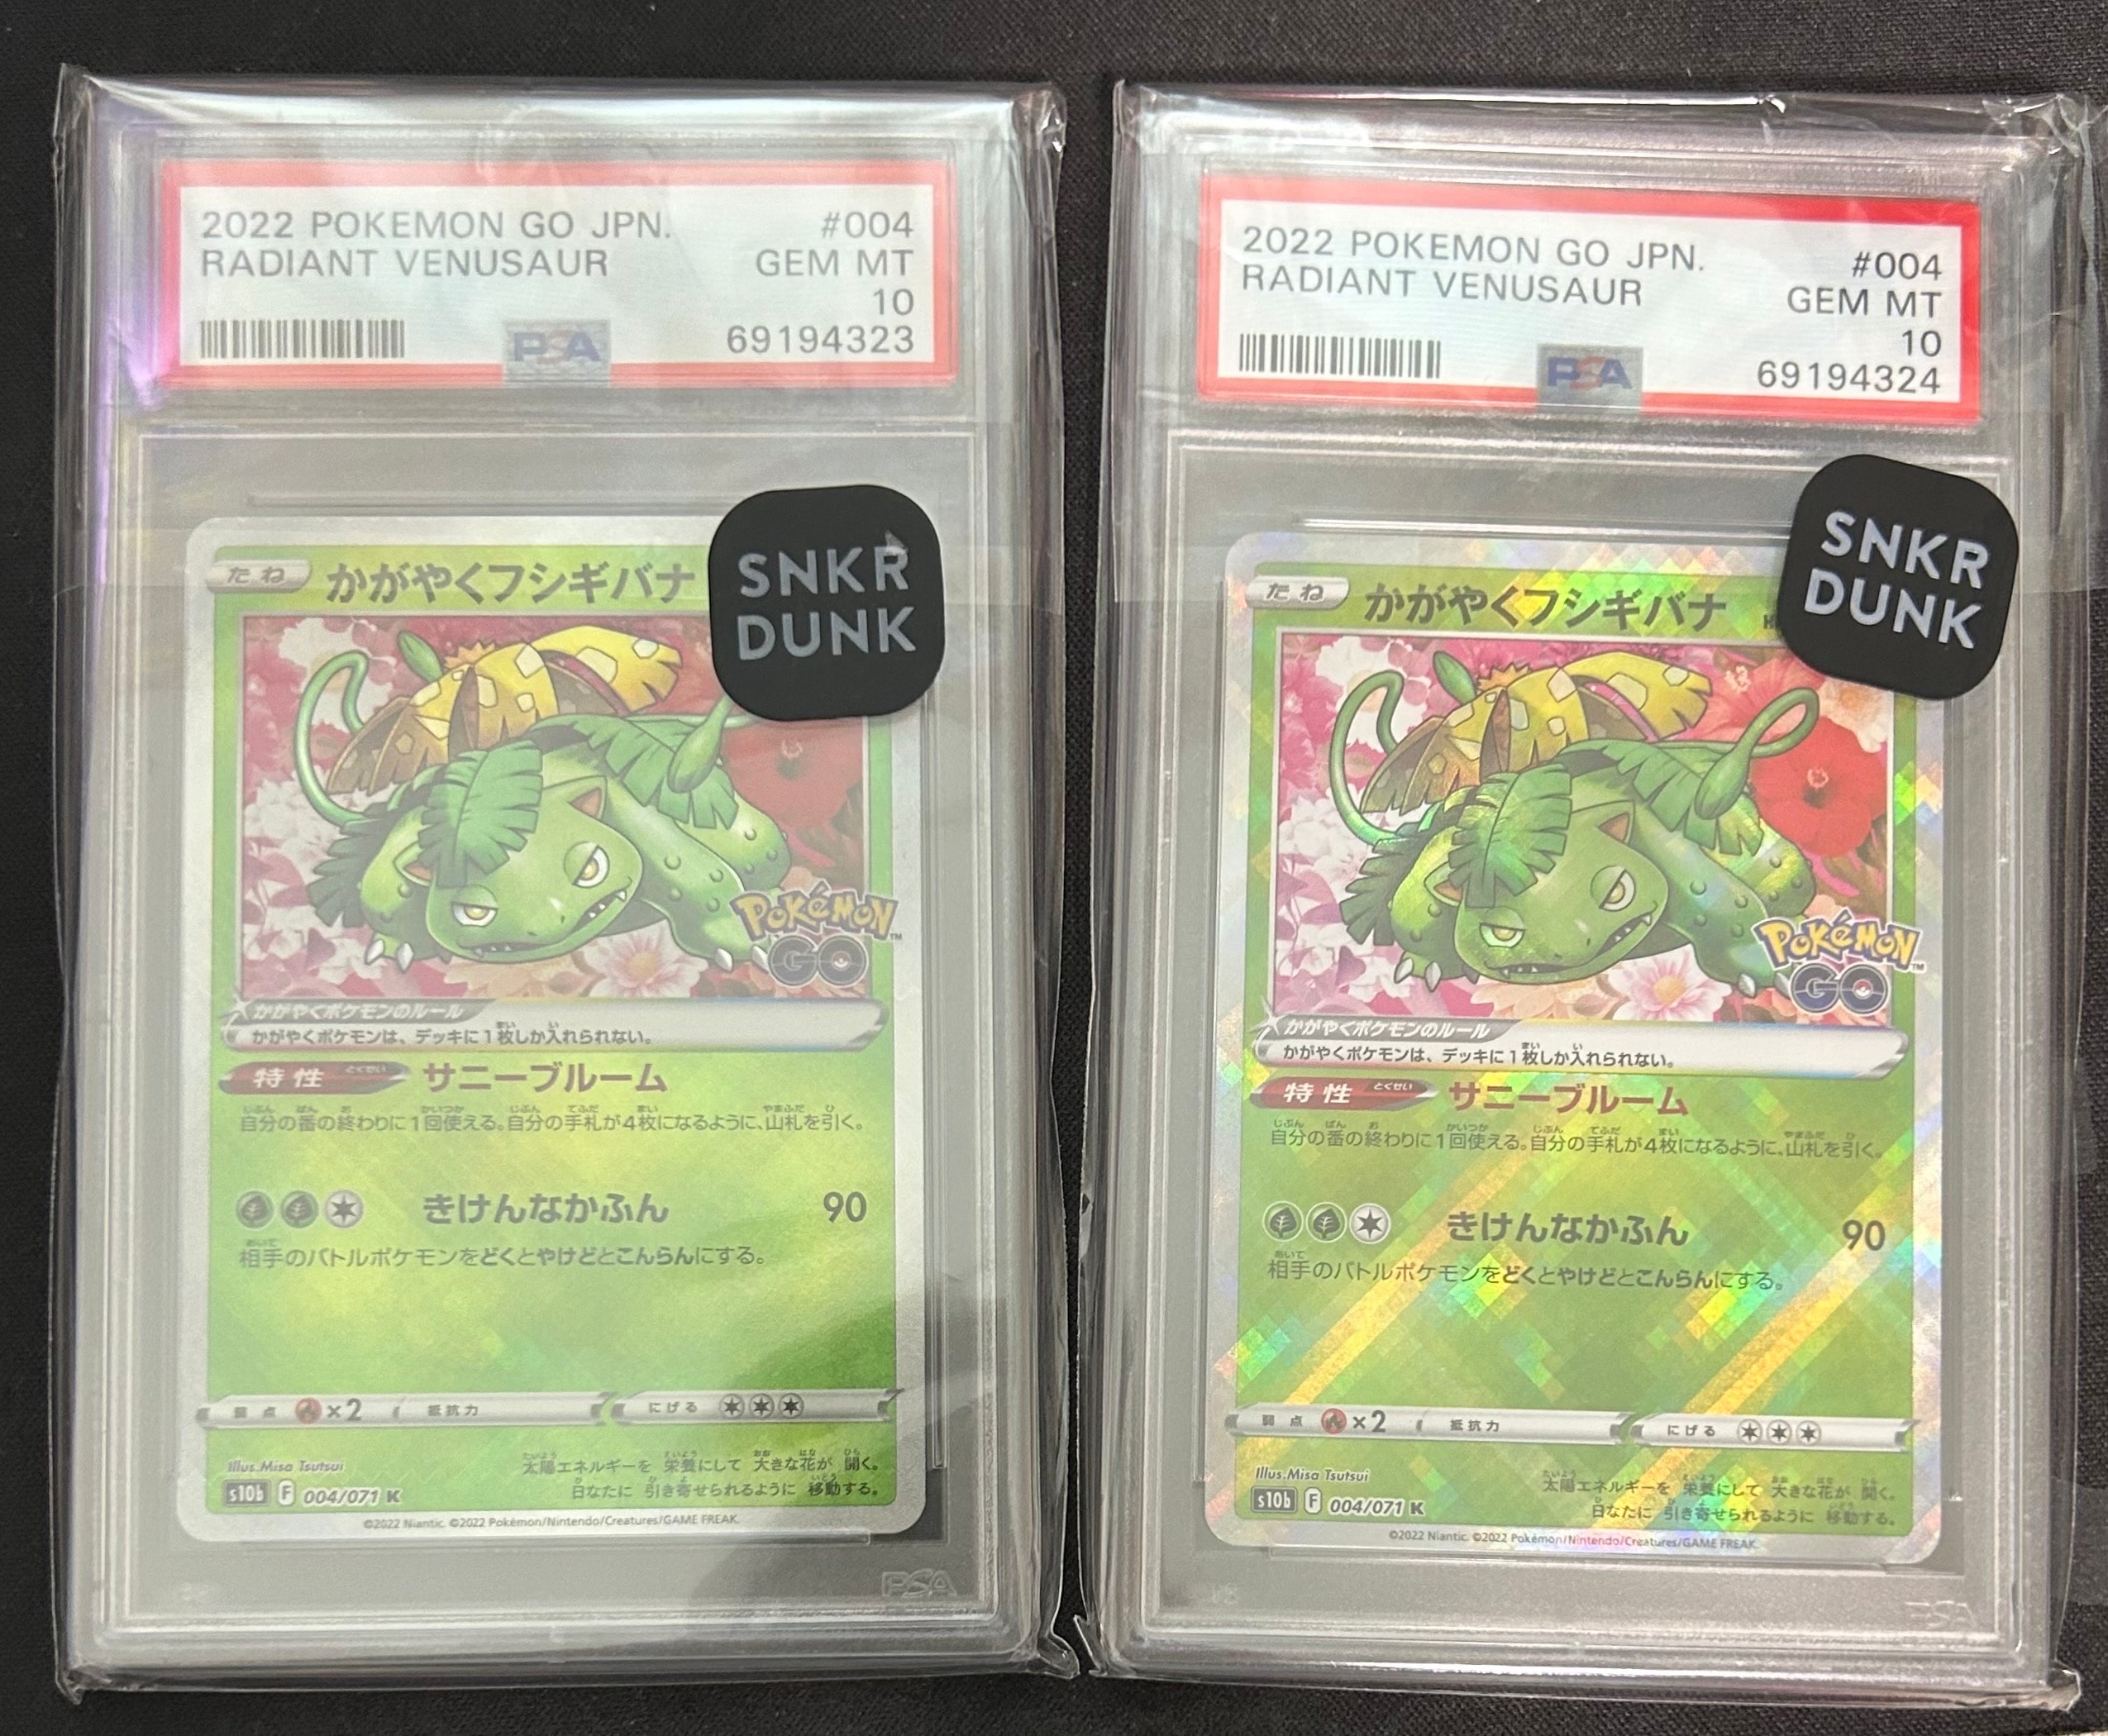 2022 POKEMON GO JPN. #004
RADIANT VENUSAUR GEM MT
10
PSA 69194323
SNKR
DUNK
たね かがやくフシギバナ
POKéMON
GO
かがやくポケモンのルール
かがやくポケモンは、デッキに1枚しか入れられない。
特性 とくせい サニーブルーム
自分の番の終わりに1回使える。自分の手札が4枚になるように、山札を引く。
きけんなかふん 90
相手のバトルポケモンをどくとやけどとこんらんにする。
弱点 ×2 抵抗力 にげる
Illus. Misa Tsutsui
太陽エネルギーを 栄養にして 大きな花が 開く。
s10b F 004/071 K
日なたに 引き寄せられるように 移動する。
©2022 Niantic. ©2022 Pokémon/Nintendo/Creatures/GAME FREAK.
PSA
2022 POKEMON GO JPN. #004
RADIANT VENUSAUR GEM MT
10
PSA 69194324
SNKR
DUNK
たね かがやくフシギバナ
POKéMON
GO
かがやくポケモンのルール
かがやくポケモンは、デッキに1枚しか入れられない。
特性 とくせい サニーブルーム
自分の番の終わりに1回使える。自分の手札が4枚になるように、山札を引く。
きけんなかふん 90
相手のバトルポケモンをどくとやけどとこんらんにする。
弱点 ×2 抵抗力 にげる
Illus. Misa Tsutsui
太陽エネルギーを 栄養にして 大きな花が 開く。
s10b F 004/071 K
日なたに 引き寄せられるように 移動する。
©2022 Niantic. ©2022 Pokémon/Nintendo/Creatures/GAME FREAK.
PSA